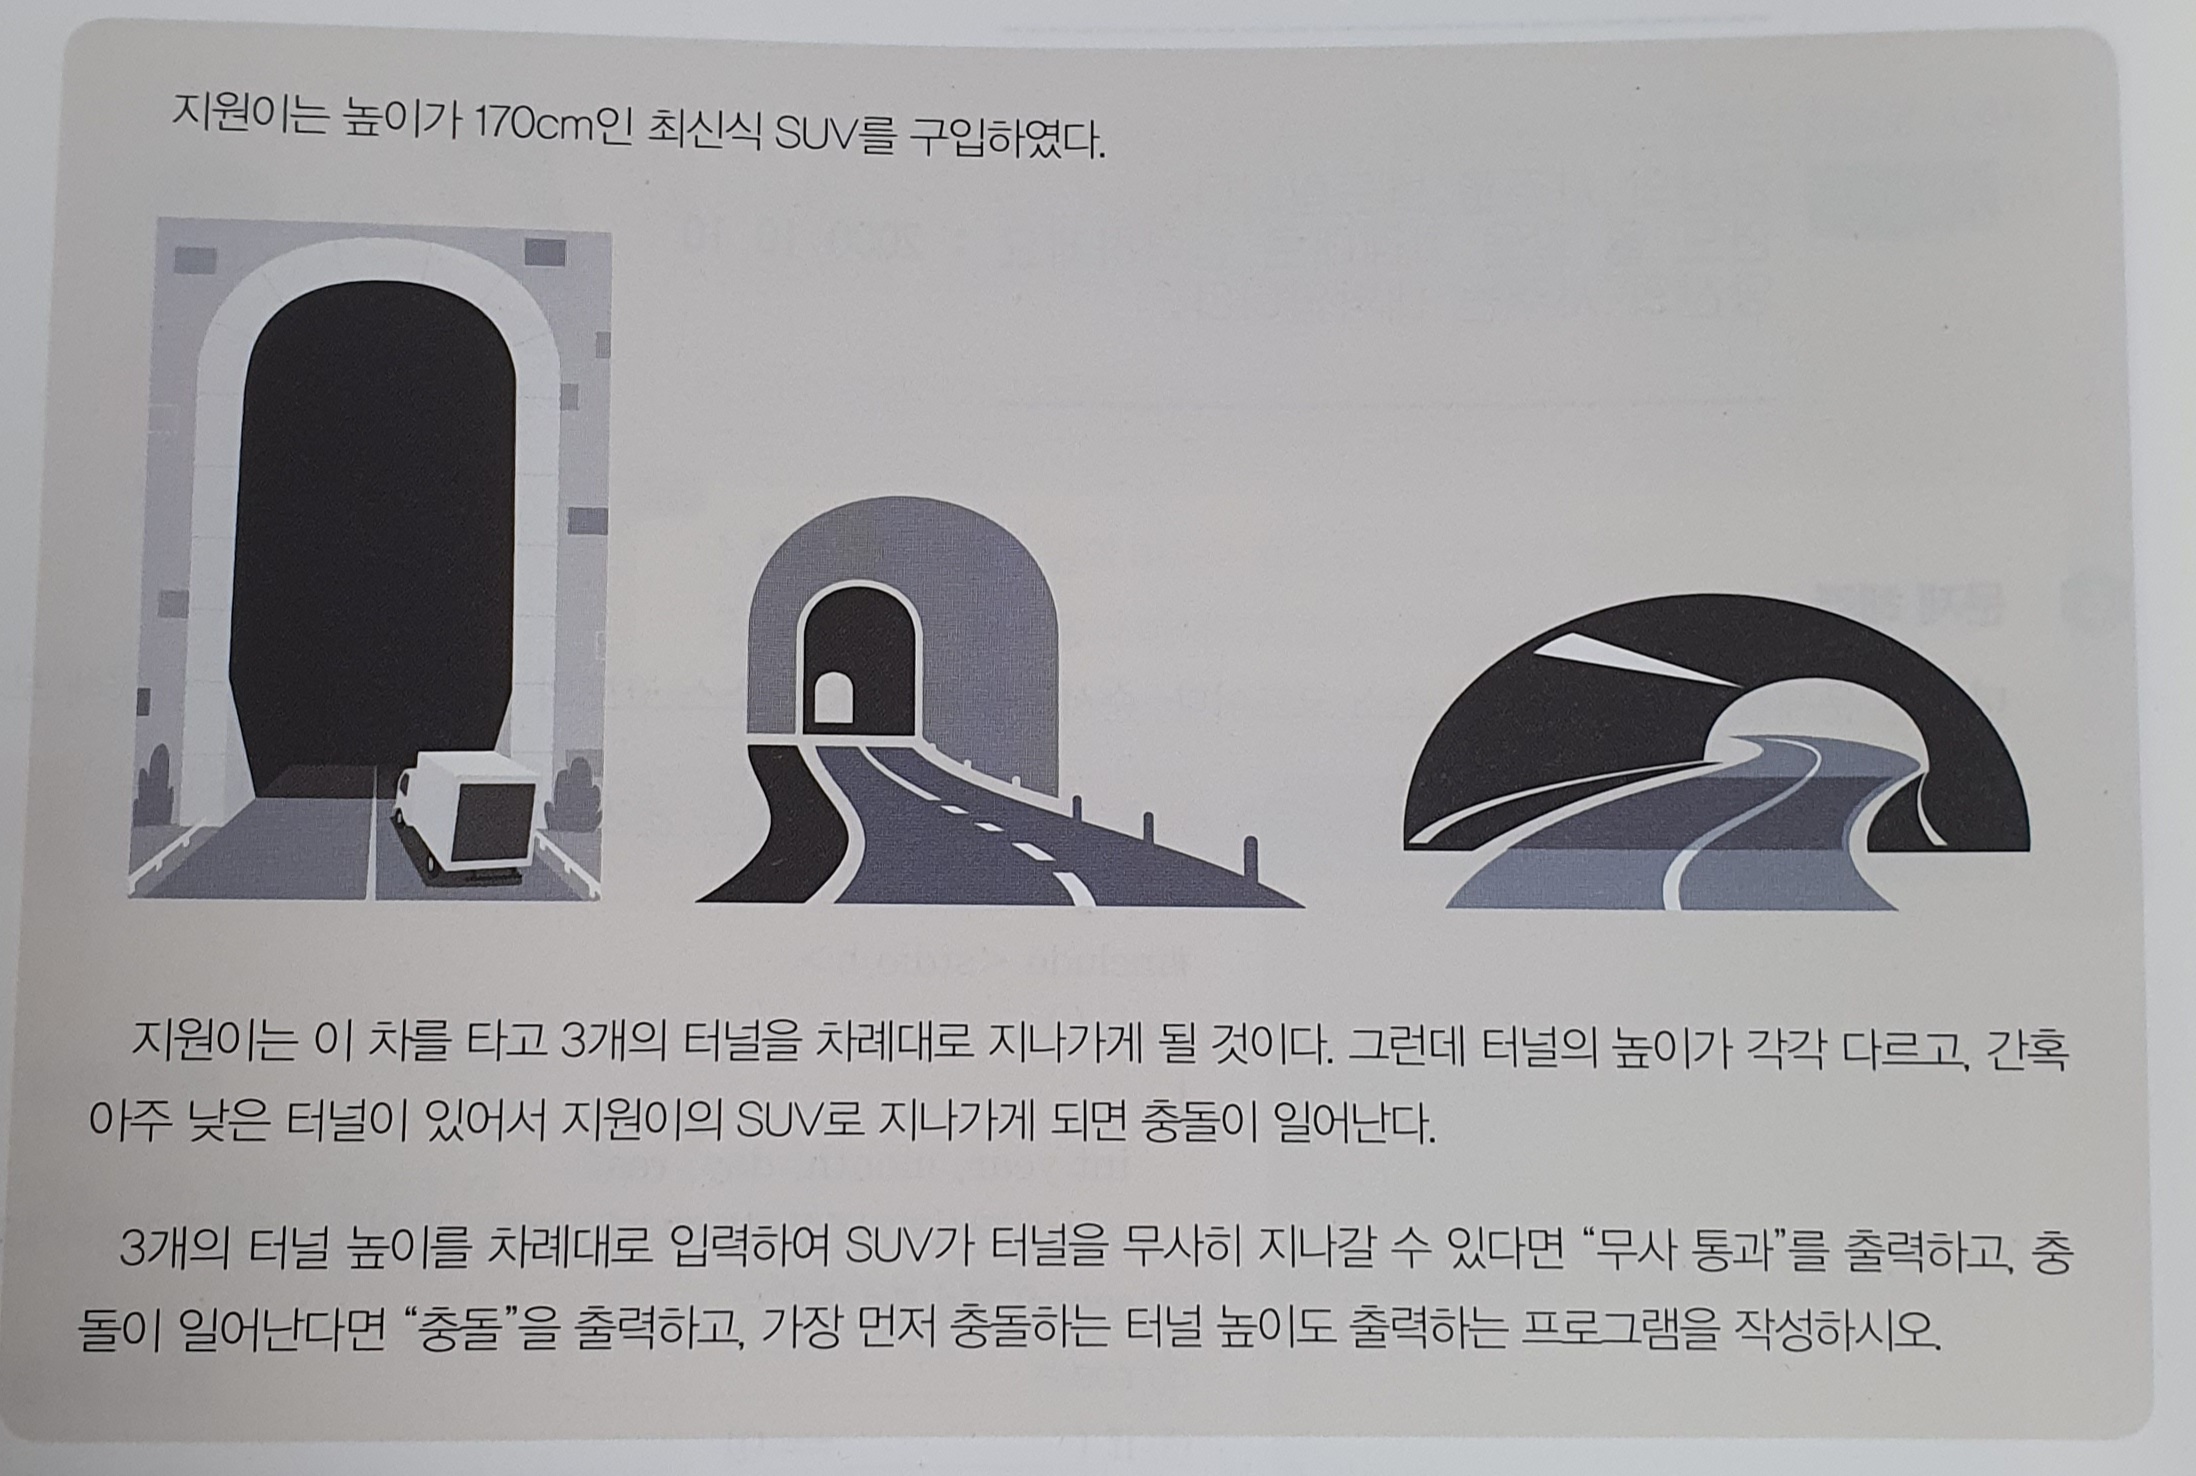 지원이는 높이가 170cm인 최신식 SUV를 구입하였다.
지원이는 이 차를 타고 3개의 터널을 차례대로 지나가게 될 것이다. 그런데 터널의 높이가 각각 다르고, 간혹
아주 낮은 터널이 있어서 지원이의 SUV로 지나가게 되면 충돌이 일어난다.
3개의 터널 높이를 차례대로 입력하여 SUV가 터널을 무사히 지나갈 수 있다면 “무사 통과”를 출력하고, 충
돌이 일어난다면 “충돌”을 출력하고, 가장 먼저 충돌하는 터널 높이도 출력하는 프로그램을 작성하시오.